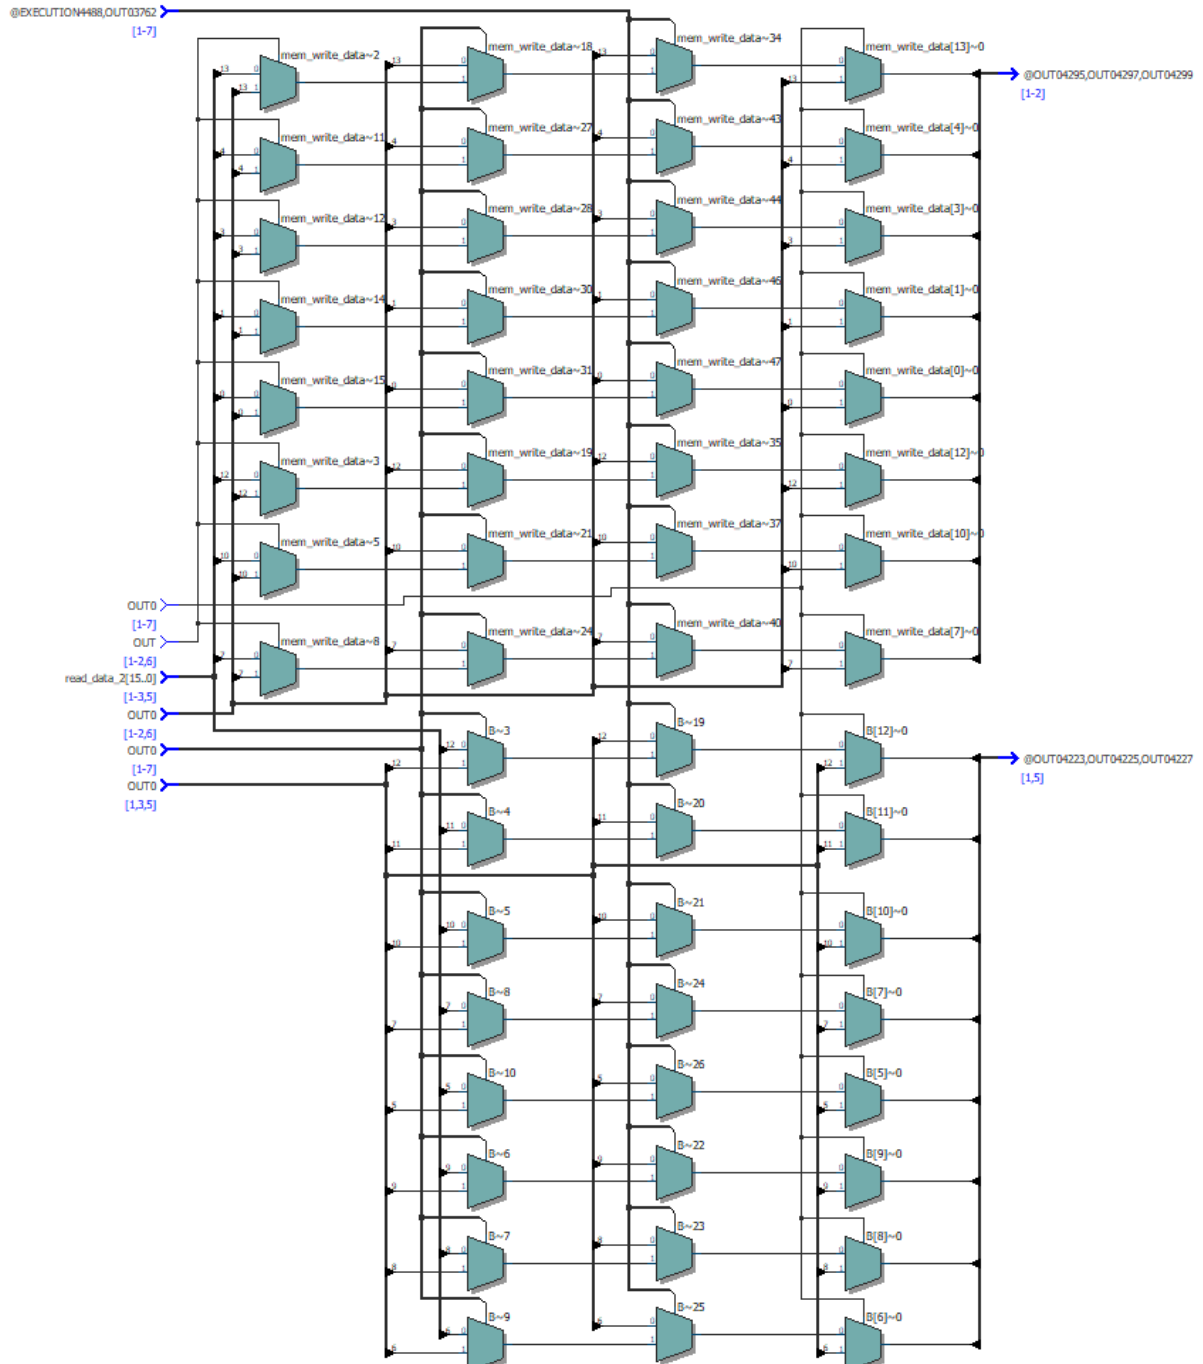 @EXECUTION4488,OUT03762
[1-7]
mem_write_data~2
mem_write_data~18
mem_write_data~34
mem_write_data[13]~0
@OUT04295,OUT04297,OUT04299
[1-2]
mem_write_data~11
mem_write_data~27
mem_write_data~43
mem_write_data[4]~0
mem_write_data~12
mem_write_data~28
mem_write_data~44
mem_write_data[3]~0
mem_write_data~14
mem_write_data~30
mem_write_data~46
mem_write_data[1]~0
mem_write_data~15
mem_write_data~31
mem_write_data~47
mem_write_data[0]~0
mem_write_data~3
mem_write_data~19
mem_write_data~35
mem_write_data[12]~0
mem_write_data~5
mem_write_data~21
mem_write_data~37
mem_write_data[10]~0
OUT0
[1-7]
OUT
[1-2,6]
mem_write_data~8
mem_write_data~24
mem_write_data~40
mem_write_data[7]~0
read_data_2[15..0]
[1-3,5]
OUT0
[1-2,6]
OUT0
[1-7]
OUT0
[1,3,5]
B~3
B~19
B[12]~0
@OUT04223,OUT04225,OUT04227
[1,5]
B~4
B~20
B[11]~0
B~5
B~21
B[10]~0
B~8
B~24
B[7]~0
B~10
B~26
B[5]~0
B~6
B~22
B[9]~0
B~7
B~23
B[8]~0
B~9
B~25
B[6]~0